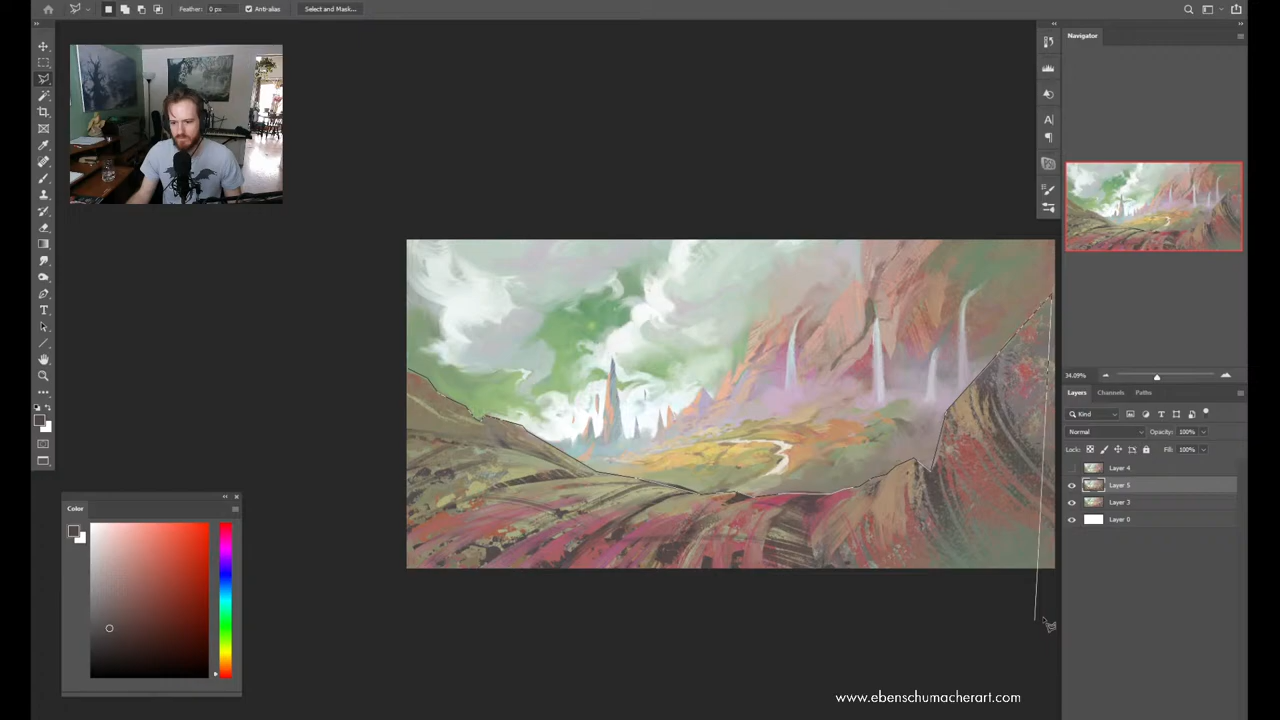 Feather: 0 px
Anti-alias
Select and Mask...
Navigator
34.09%
Layers
Channels
Paths
Kind
Normal
Opacity: 100%
Lock:
Fill: 100%
Layer 4
Layer 5
Layer 3
Layer 0
Color
www.ebenschumacherart.com